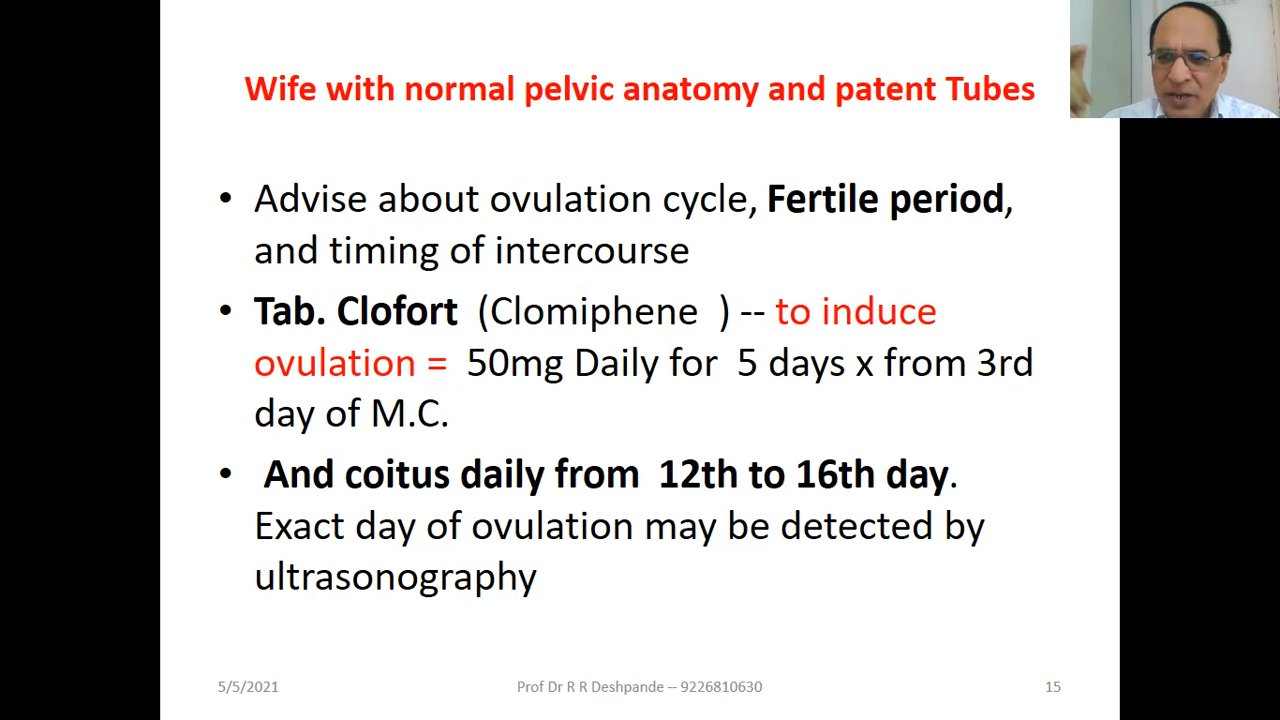 Wife with normal pelvic anatomy and patent Tubes
• Advise about ovulation cycle, Fertile period,
and timing of intercourse
• Tab. Clofort (Clomiphene ) -- to induce
ovulation = 50mg Daily for 5 days x from 3rd
day of M.C.
• And coitus daily from 12th to 16th day.
Exact day of ovulation may be detected by
ultrasonography
5/5/2021 Prof Dr R R Deshpande -- 9226810630 15